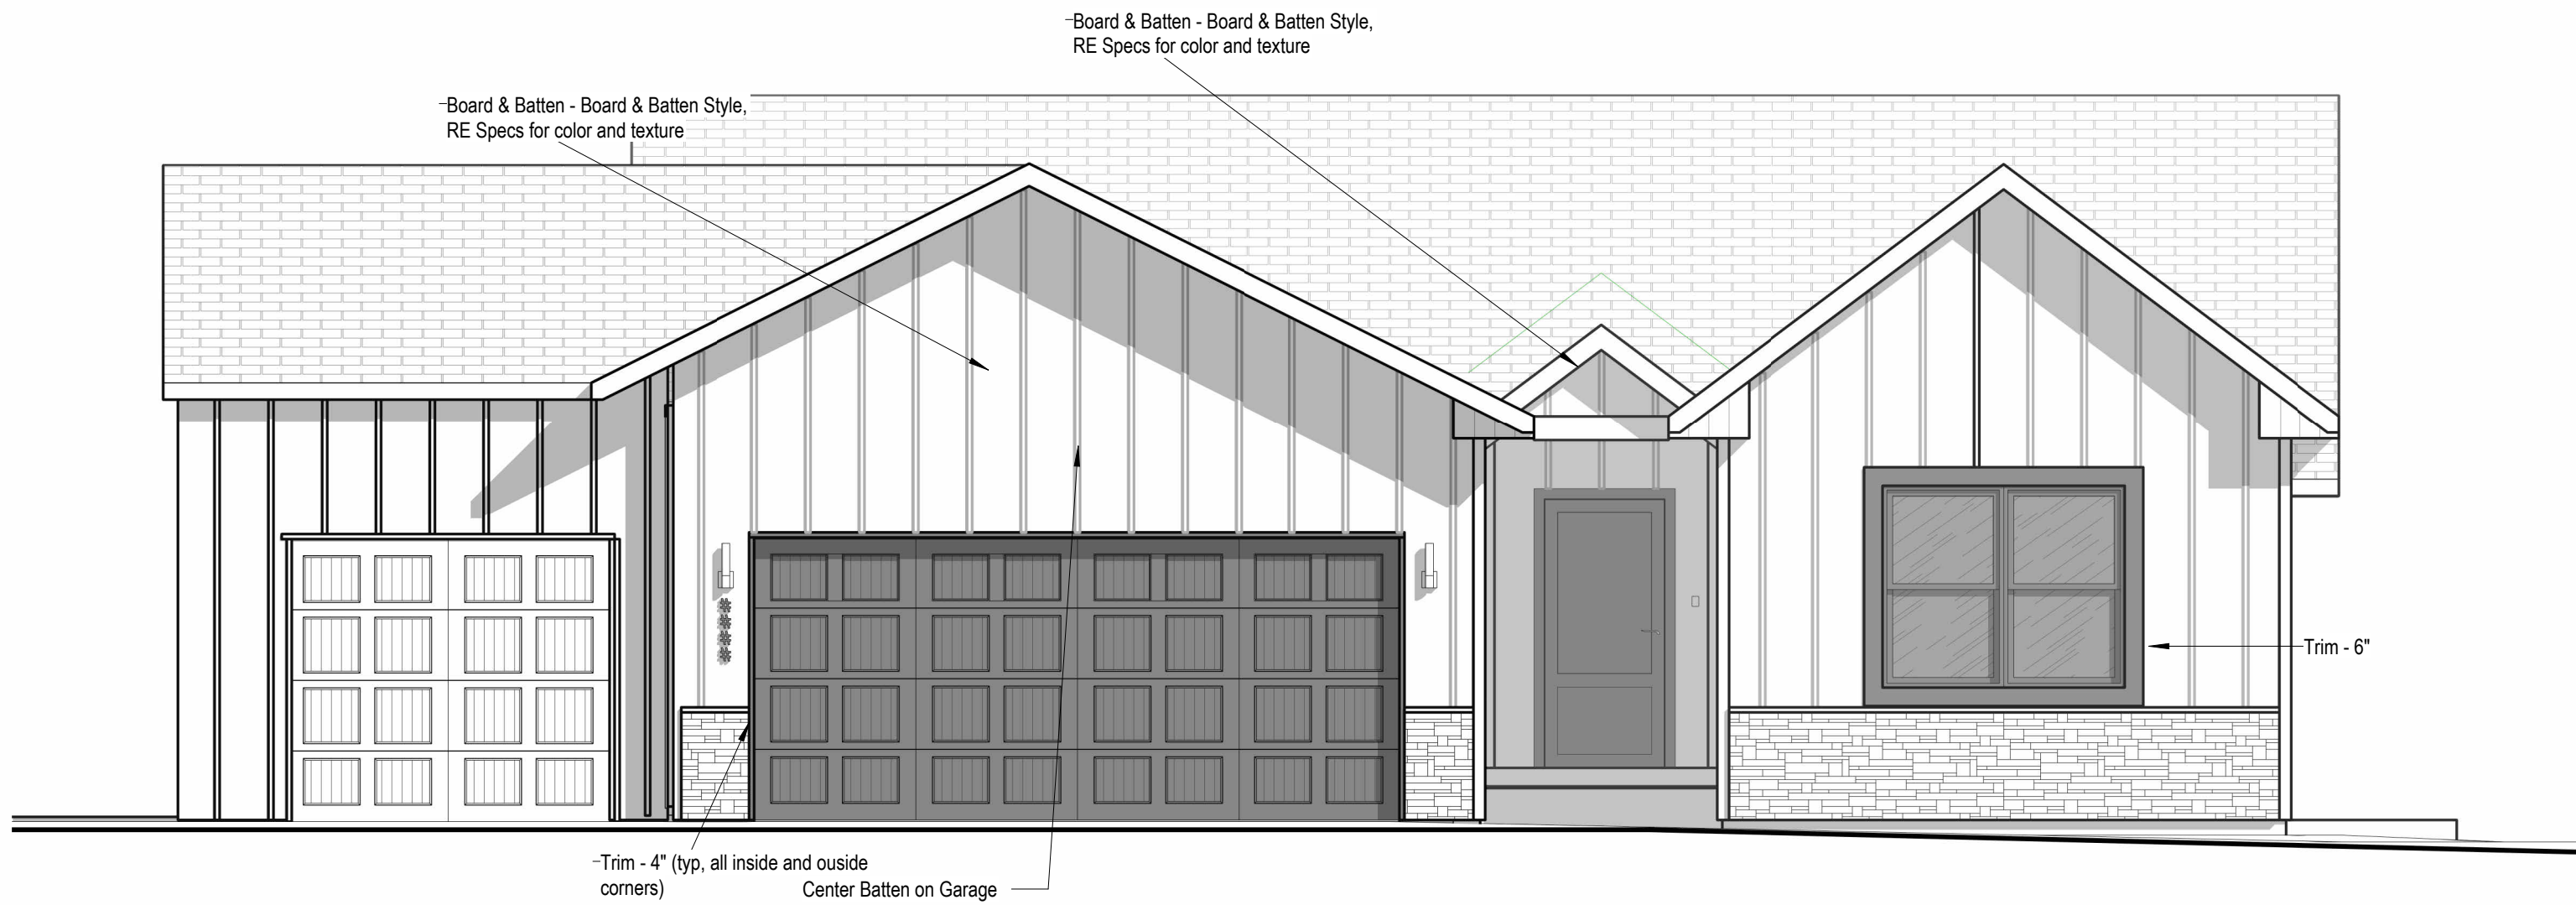 Board & Batten - Board & Batten Style,
RE Specs for color and texture
Board & Batten - Board & Batten Style,
RE Specs for color and texture
Trim - 6"
Trim - 4" (typ, all inside and ouside
corners)
Center Batten on Garage
#
#
#
#